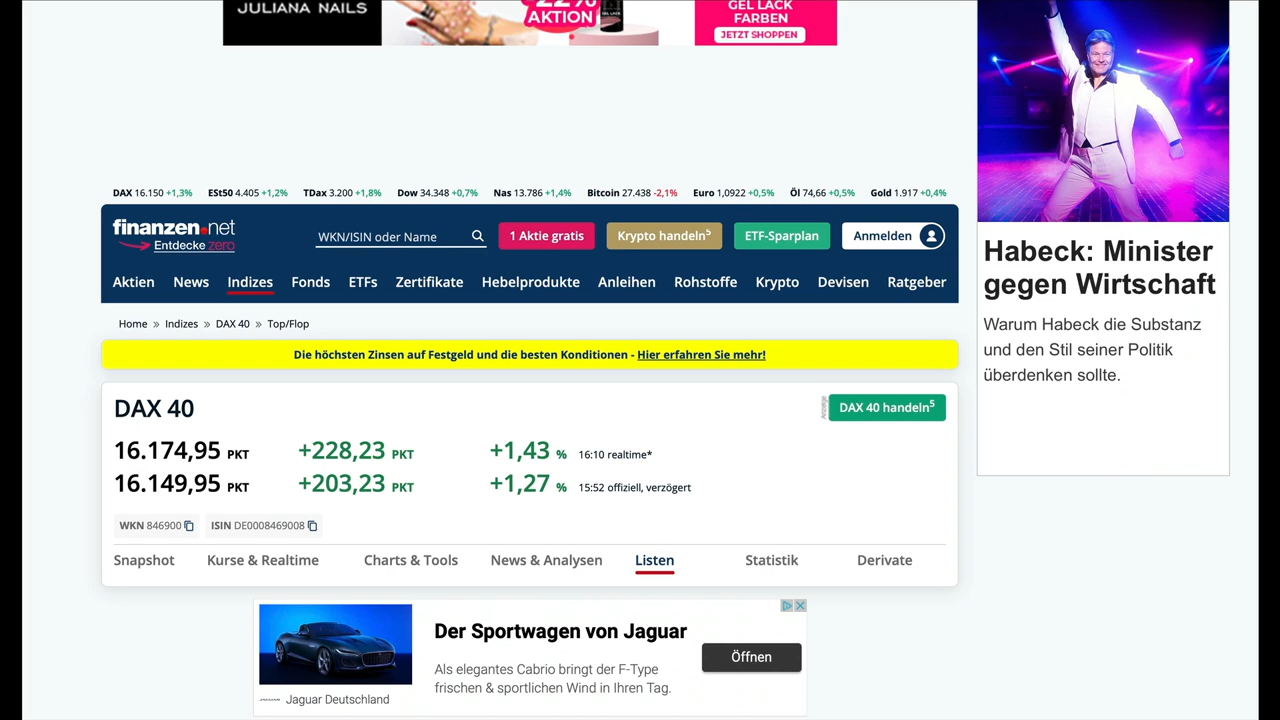 JULIANA NAILS
-22%
AKTION
GEL LACK
FARBEN
JETZT SHOPPEN
DAX 16.150 +1,3% ESt50 4.405 +1,2% TDax 3.200 +1,8% Dow 34.348 +0,7% Nas 13.786 +1,4% Bitcoin 27.438 -2,1% Euro 1,0922 +0,5% Öl 74,66 +0,5% Gold 1.917 +0,4%
finanzen.net
Entdecke zero
WKN/ISIN oder Name
1 Aktie gratis
Krypto handeln5
ETF-Sparplan
Anmelden
Aktien News Indizes Fonds ETFs Zertifikate Hebelprodukte Anleihen Rohstoffe Krypto Devisen Ratgeber
Home » Indizes » DAX 40 » Top/Flop
Die höchsten Zinsen auf Festgeld und die besten Konditionen - Hier erfahren Sie mehr!
DAX 40
Anzeige
DAX 40 handeln5
16.174,95 PKT +228,23 PKT +1,43 % 16:10 realtime*
16.149,95 PKT +203,23 PKT +1,27 % 15:52 offiziell, verzögert
WKN 846900 ISIN DE0008469008
Snapshot Kurse & Realtime Charts & Tools News & Analysen Listen Statistik Derivate
Der Sportwagen von Jaguar
Als elegantes Cabrio bringt der F-Type
frischen & sportlichen Wind in Ihren Tag.
Öffnen
JAGUAR Jaguar Deutschland
Habeck: Minister
gegen Wirtschaft
Warum Habeck die Substanz
und den Stil seiner Politik
überdenken sollte.